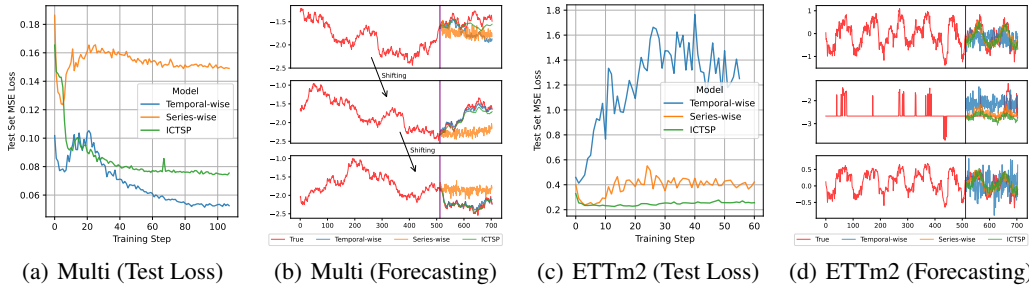 0.18
0.16
0.14
0.12
0.10
0.08
0.06
Test Set MSE Loss
Model
Temporal-wise
Series-wise
ICTSP
0 20 40 60 80 100
Training Step
(a) Multi (Test Loss)
−1.5
−2.0
Shifting
−1.0
−1.5
−2.0
−2.5
Shifting
−1.0
−1.5
−2.0
−2.5
0 100 200 300 400 500 600 700
True Temporal-wise Series-wise ICTSP
(b) Multi (Forecasting)
1.8
1.6
1.4
1.2
1.0
0.8
0.6
0.4
0.2
Test Set MSE Loss
Model
Temporal-wise
Series-wise
ICTSP
0 10 20 30 40 50 60
Training Step
(c) ETTm2 (Test Loss)
1
0
−1
−2
−3
0.5
0.0
−0.5
−1.0
0 100 200 300 400 500 600 700
True Temporal-wise Series-wise ICTSP
(d) ETTm2 (Forecasting)